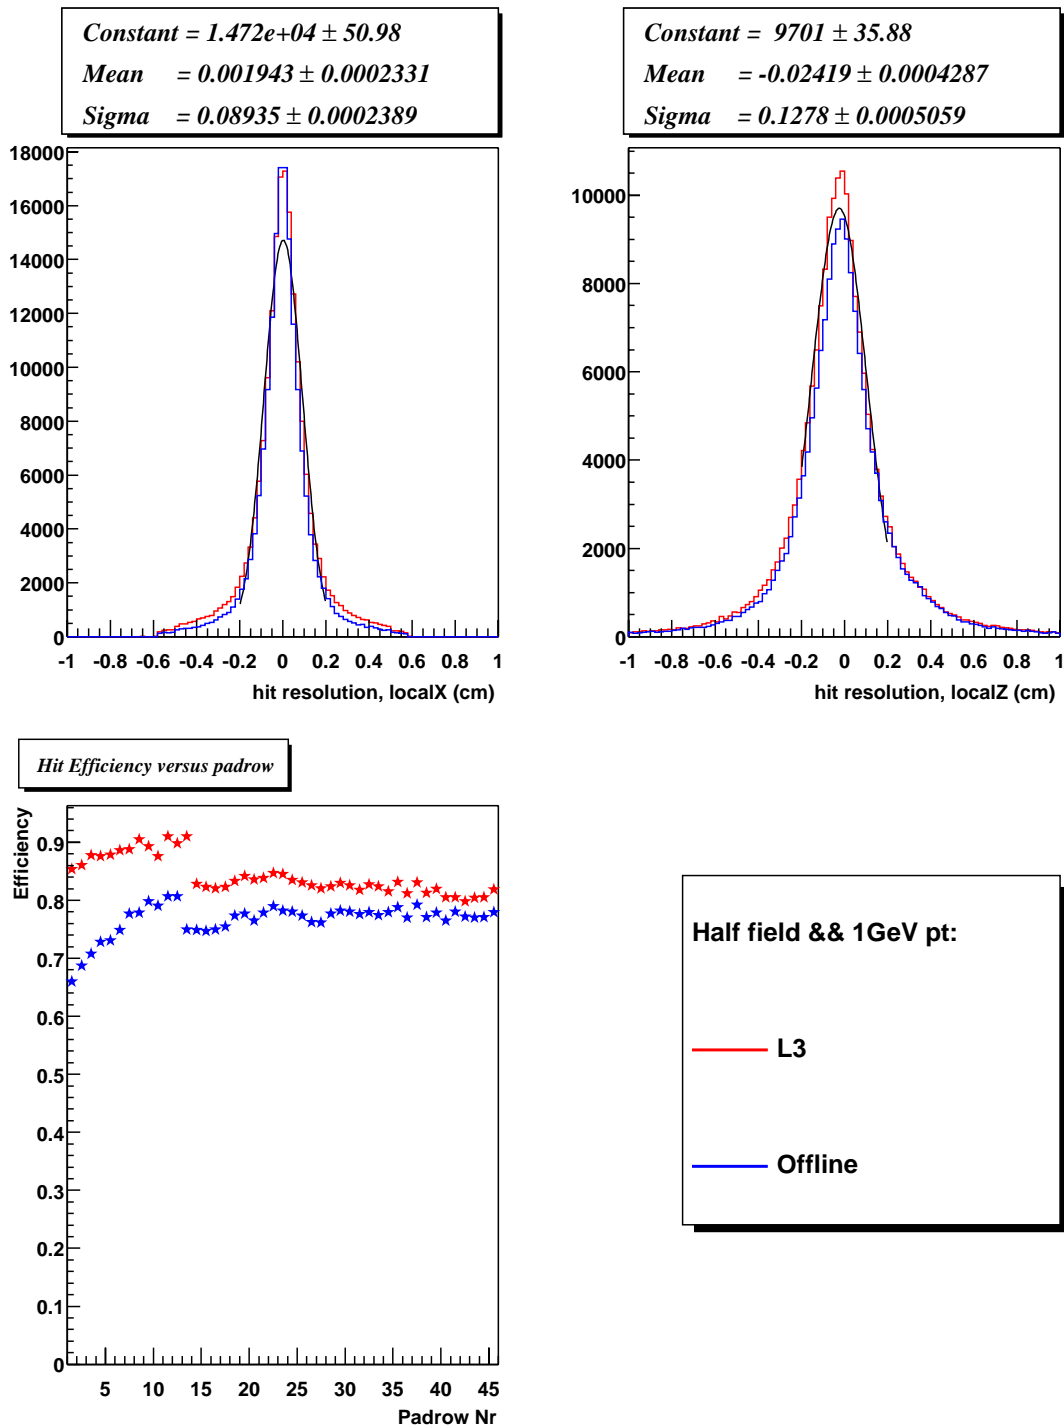 Constant = 1.472e+04 ± 50.98
Mean = 0.001943 ± 0.0002331
Sigma = 0.08935 ± 0.0002389
18000
16000
14000
12000
10000
8000
6000
4000
2000
0
-1 -0.8 -0.6 -0.4 -0.2 0 0.2 0.4 0.6 0.8 1
hit resolution, localX (cm)
Constant = 9701 ± 35.88
Mean = -0.02419 ± 0.0004287
Sigma = 0.1278 ± 0.0005059
10000
8000
6000
4000
2000
0
-1 -0.8 -0.6 -0.4 -0.2 0 0.2 0.4 0.6 0.8 1
hit resolution, localZ (cm)
Hit Efficiency versus padrow
Efficiency
0.9
0.8
0.7
0.6
0.5
0.4
0.3
0.2
0.1
0
5 10 15 20 25 30 35 40 45
Padrow Nr
Half field && 1GeV pt:
L3
Offline